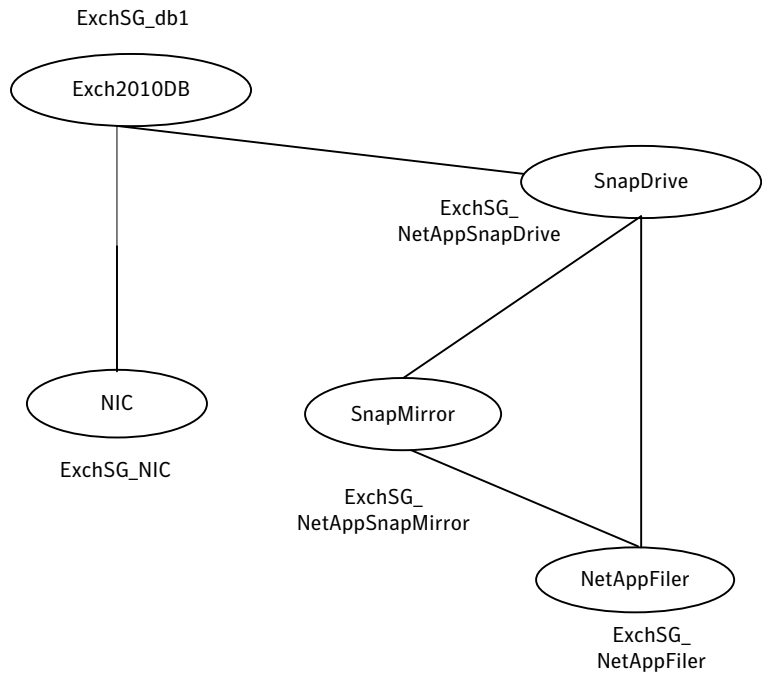 ExchSG_db1
Exch2010DB
SnapDrive
ExchSG_
NetAppSnapDrive
NIC
SnapMirror
ExchSG_NIC
ExchSG_
NetAppSnapMirror
NetAppFiler
ExchSG_
NetAppFiler